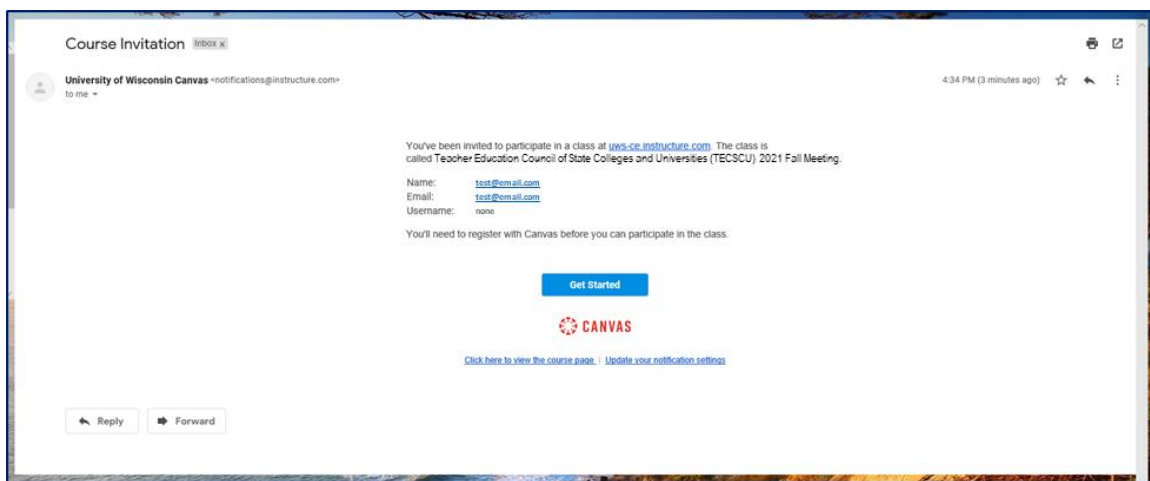 Course Invitation Inbox x
University of Wisconsin Canvas <notifications@instructure.com>
4:34 PM (3 minutes ago)
to me
You've been invited to participate in a class at uws-ce.instructure.com. The class is
called Teacher Education Council of State Colleges and Universities (TECSCU) 2021 Fall Meeting.
Name: test@email.com
Email: test@email.com
Username: none
You'll need to register with Canvas before you can participate in the class.
Get Started
CANVAS
Click here to view the course page | Update your notification settings
Reply Forward